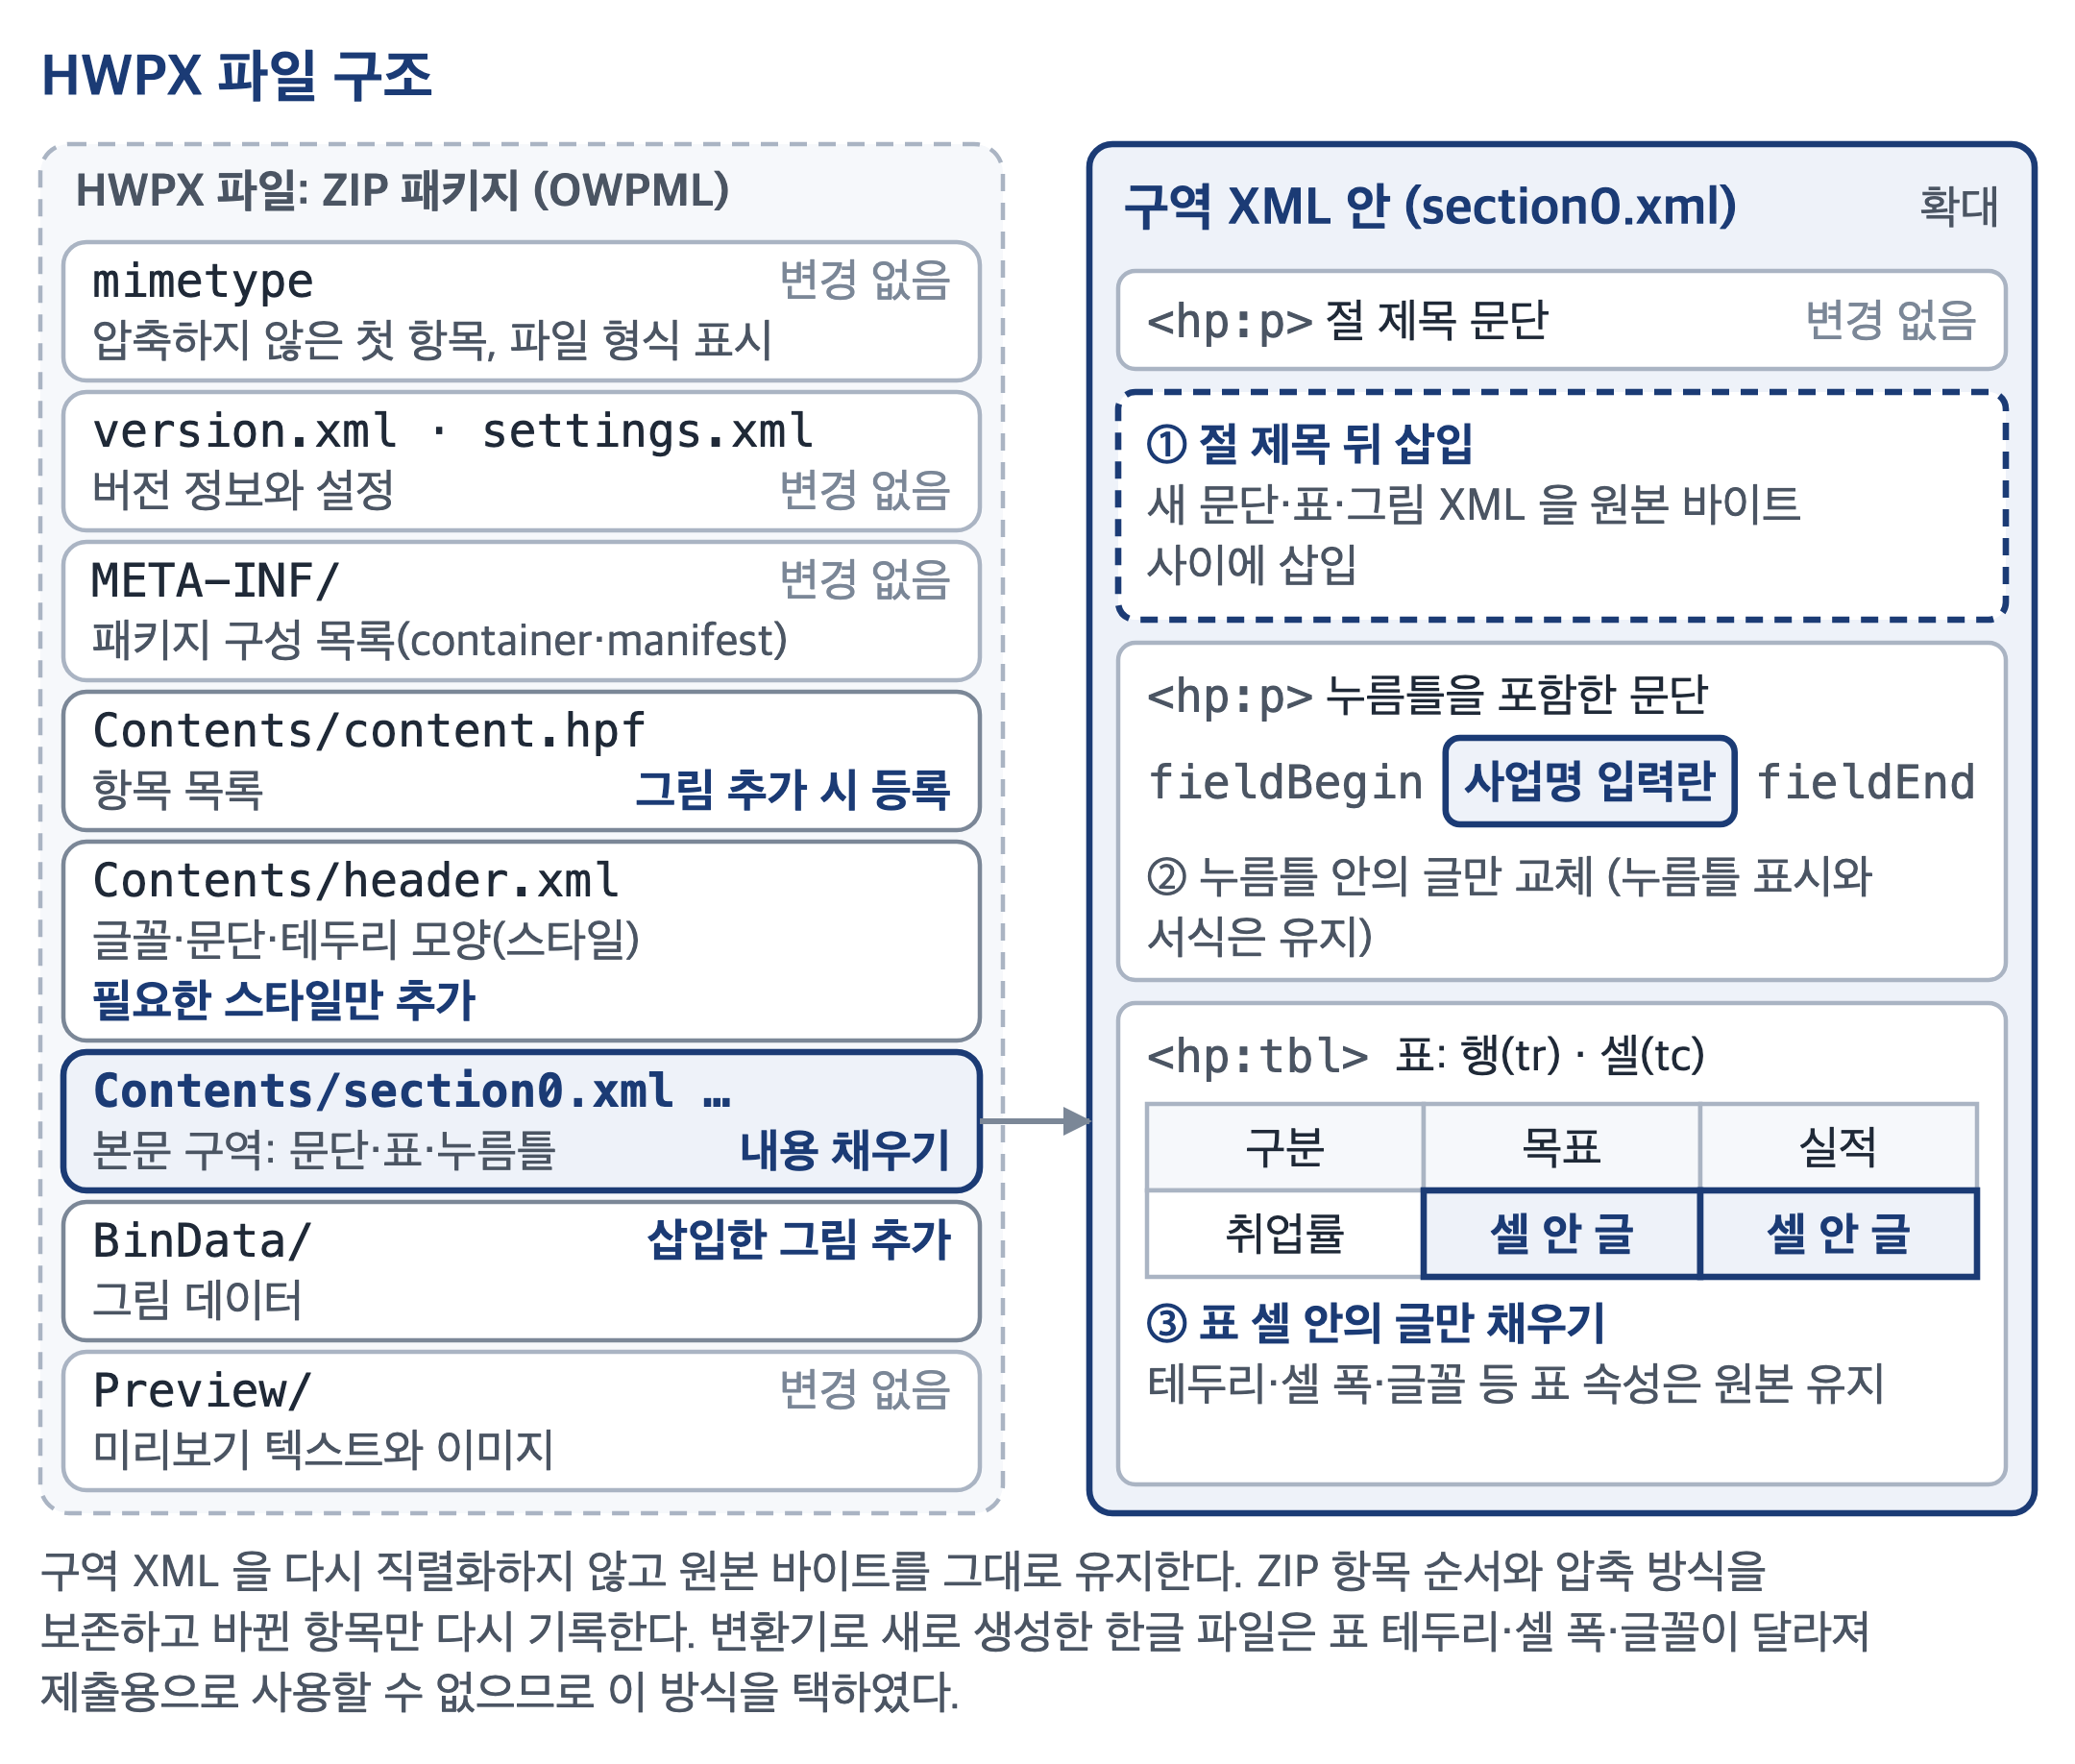 HWPX 파일 구조
HWPX 파일: ZIP 패키지 (OWPML)
mimetype 변경 없음
압축하지 않은 첫 항목, 파일 형식 표시
version.xml · settings.xml
버전 정보와 설정 변경 없음
META-INF/ 변경 없음
패키지 구성 목록(container·manifest)
Contents/content.hpf
항목 목록 그림 추가 시 등록
Contents/header.xml
글꼴·문단·테두리 모양(스타일)
필요한 스타일만 추가
Contents/section0.xml …
본문 구역: 문단·표·누름틀 내용 채우기
BinData/ 삽입한 그림 추가
그림 데이터
Preview/ 변경 없음
미리보기 텍스트와 이미지
구역 XML 안 (section0.xml) 확대
<hp:p> 절 제목 문단 변경 없음
① 절 제목 뒤 삽입
새 문단·표·그림 XML 을 원본 바이트
사이에 삽입
<hp:p> 누름틀을 포함한 문단
fieldBegin 사업명 입력란 fieldEnd
② 누름틀 안의 글만 교체 (누름틀 표시와
서식은 유지)
<hp:tbl> 표: 행(tr) · 셀(tc)
구분 목표 실적
취업률 셀 안 글 셀 안 글
③ 표 셀 안의 글만 채우기
테두리·셀 폭·글꼴 등 표 속성은 원본 유지
구역 XML 을 다시 직렬화하지 않고 원본 바이트를 그대로 유지한다. ZIP 항목 순서와 압축 방식을
보존하고 바뀐 항목만 다시 기록한다. 변환기로 새로 생성한 한글 파일은 표 테두리·셀 폭·글꼴이 달라져
제출용으로 사용할 수 없으므로 이 방식을 택하였다.